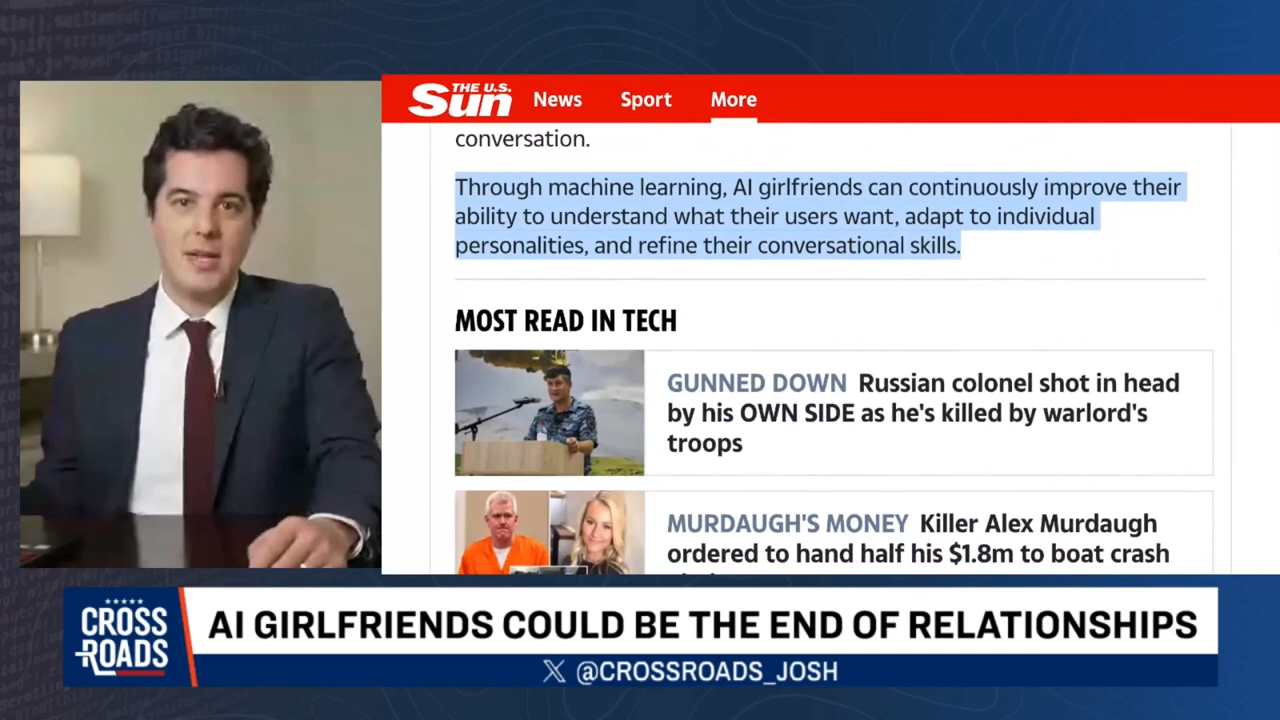 THE U.S.
Sun
News Sport More
conversation.
Through machine learning, AI girlfriends can continuously improve their
ability to understand what their users want, adapt to individual
personalities, and refine their conversational skills.
MOST READ IN TECH
GUNNED DOWN Russian colonel shot in head
by his OWN SIDE as he's killed by warlord's
troops
MURDAUGH'S MONEY Killer Alex Murdaugh
ordered to hand half his $1.8m to boat crash
CROSS
ROADS
AI GIRLFRIENDS COULD BE THE END OF RELATIONSHIPS
X @CROSSROADS_JOSH